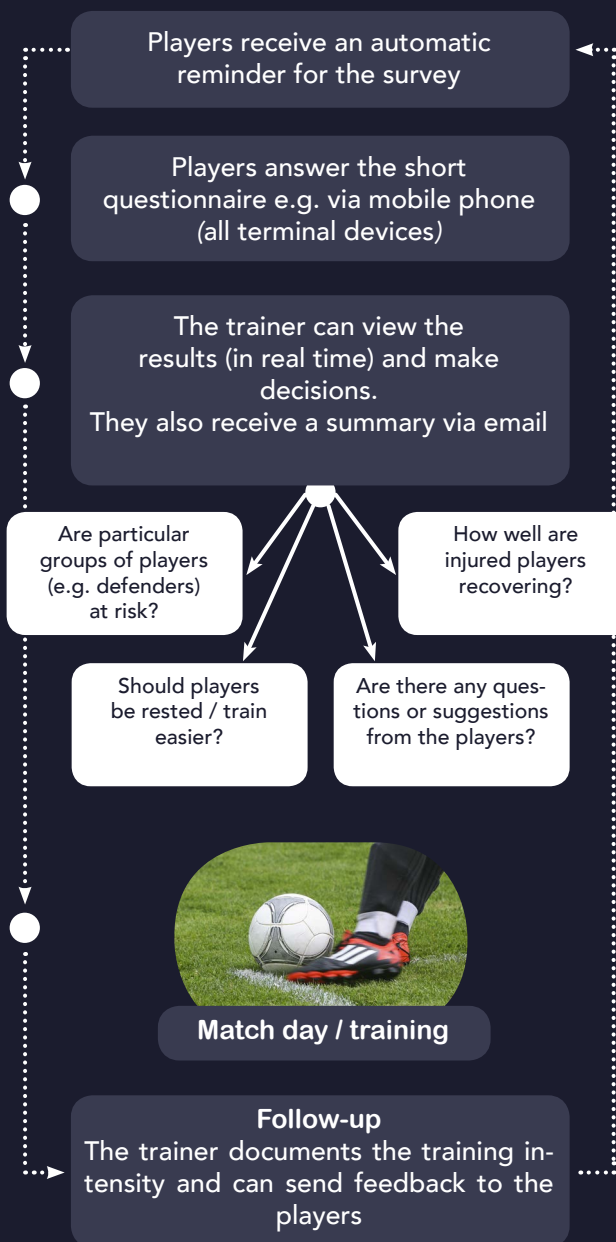 Players receive an automatic
reminder for the survey
Players answer the short
questionnaire e.g. via mobile phone
(all terminal devices)
The trainer can view the
results (in real time) and make
decisions.
They also receive a summary via email
Are particular
groups of players
(e.g. defenders)
at risk?
How well are
injured players
recovering?
Should players
be rested / train
easier?
Are there any ques-
tions or suggestions
from the players?
Match day / training
Follow-up
The trainer documents the training in-
tensity and can send feedback to the
players